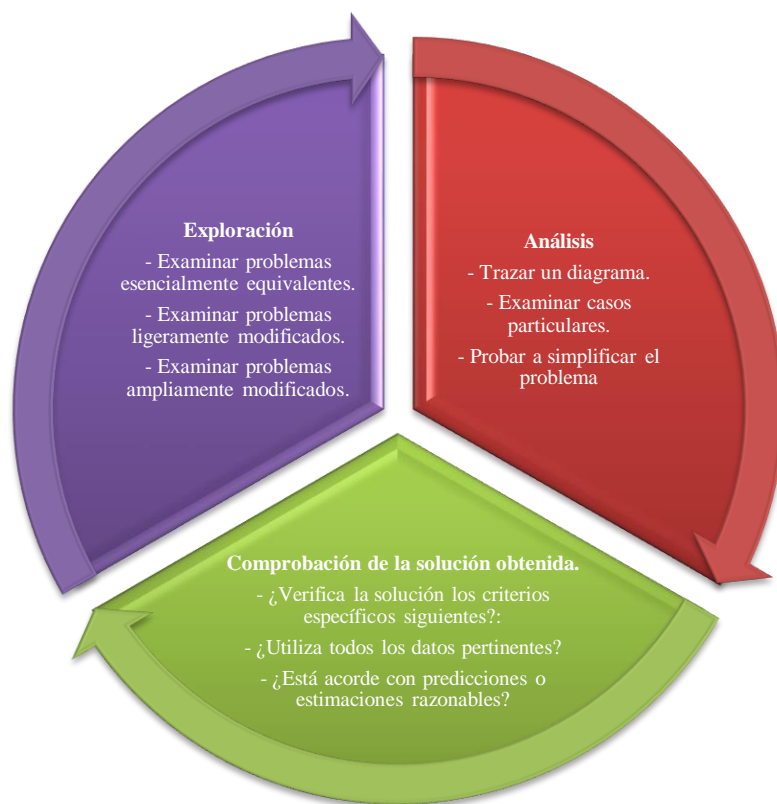 Exploración
- Examinar problemas
esencialmente equivalentes.
- Examinar problemas
ligeramente modificados.
- Examinar problemas
ampliamente modificados.
Análisis
- Trazar un diagrama.
- Examinar casos
particulares.
- Probar a simplificar el
problema
Comprobación de la solución obtenida.
- ¿Verifica la solución los criterios
específicos siguientes?:
- ¿Utiliza todos los datos pertinentes?
- ¿Está acorde con predicciones o
estimaciones razonables?